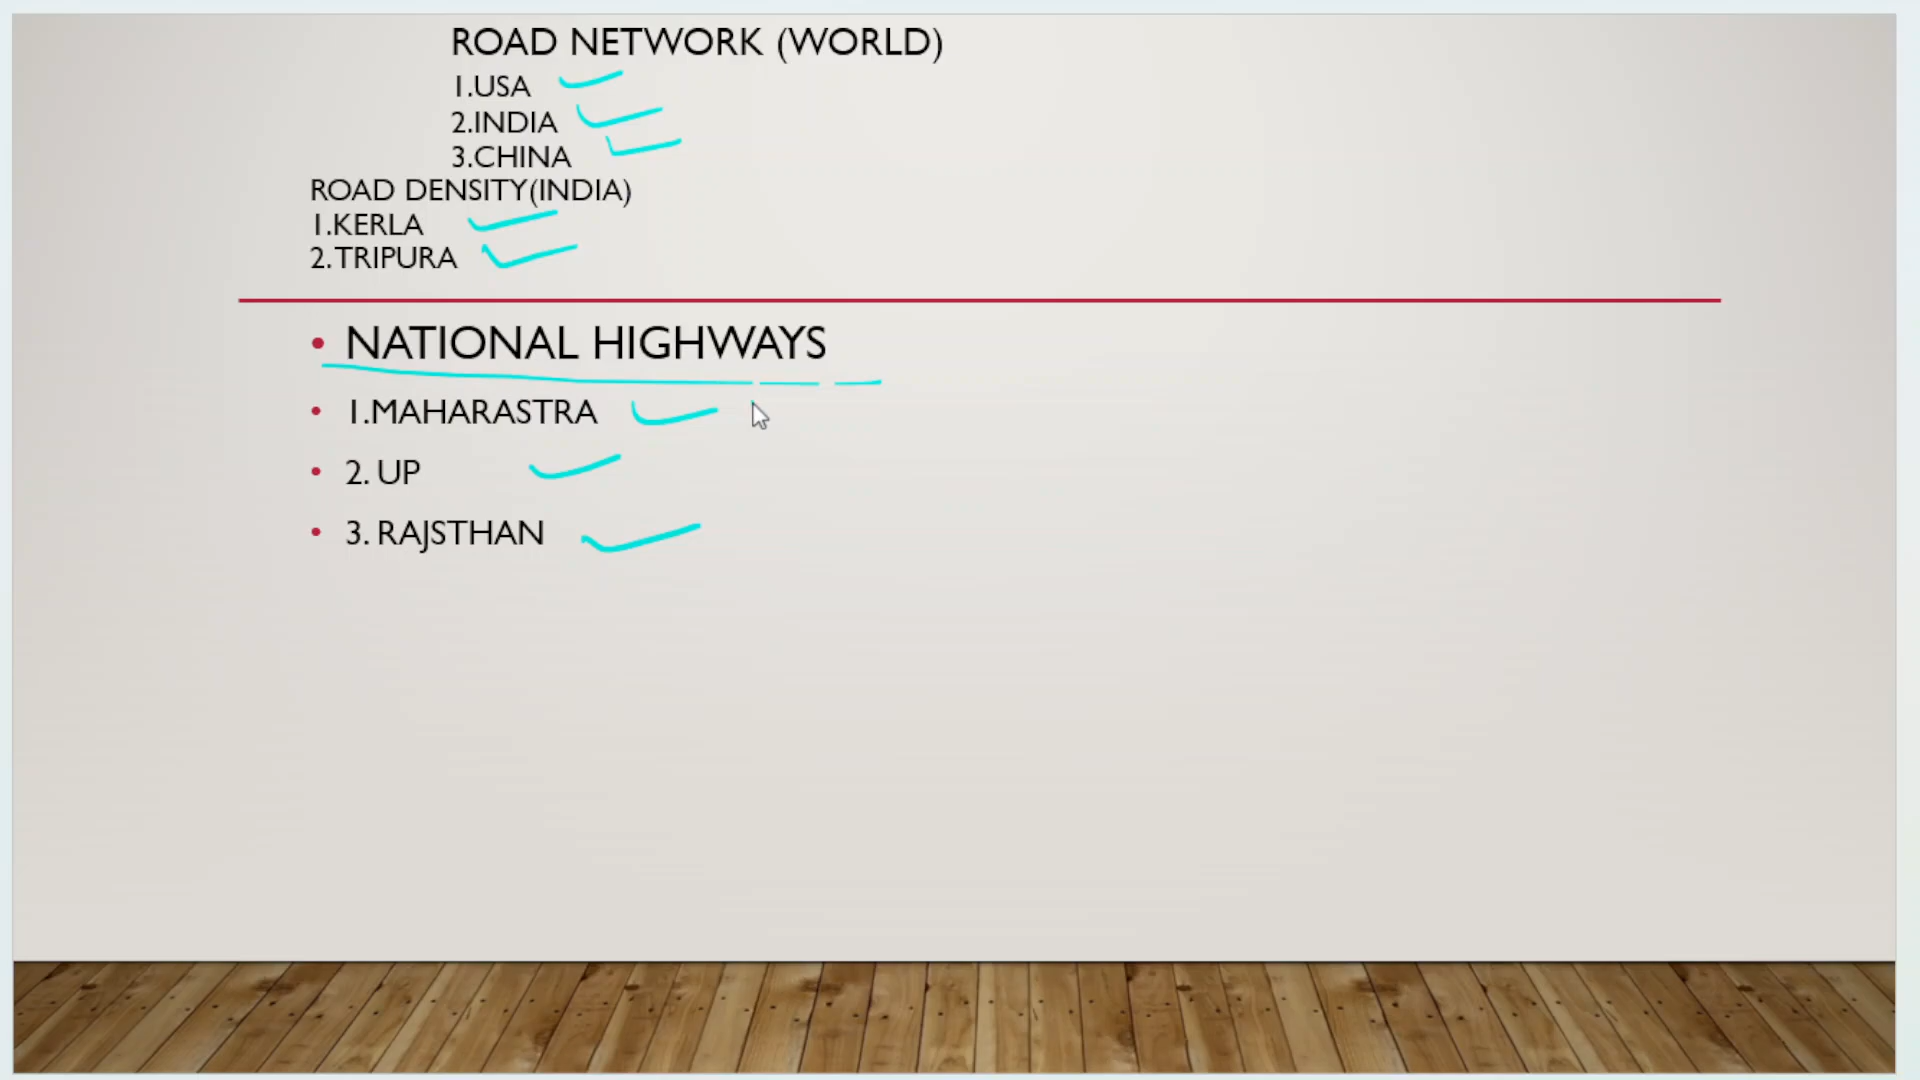 ROAD NETWORK (WORLD)
1.USA
2.INDIA
3.CHINA
ROAD DENSITY(INDIA)
1.KERLA
2.TRIPURA
• NATIONAL HIGHWAYS
• 1.MAHARASTRA
• 2. UP
• 3. RAJSTHAN